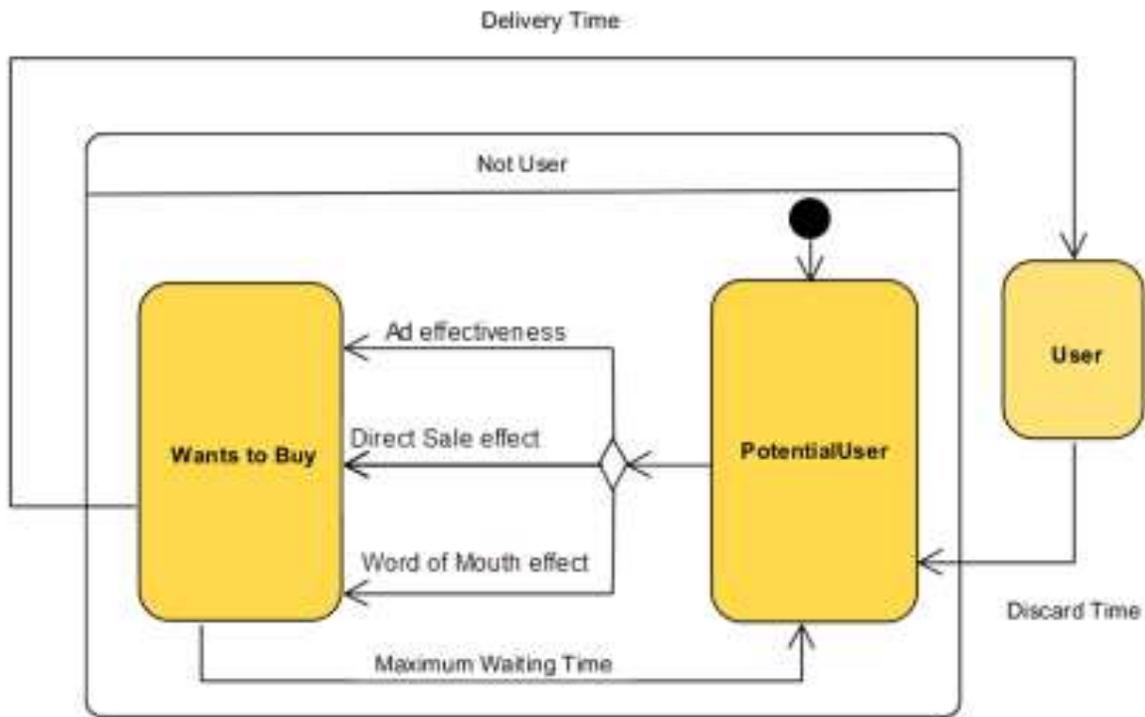 Delivery Time
Not User
Ad effectiveness
User
Direct Sale effect
Wants to Buy
PotentialUser
Word of Mouth effect
Discard Time
Maximum Waiting Time